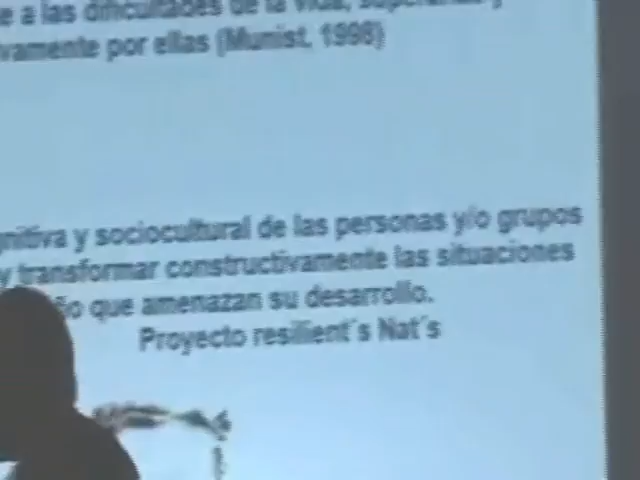 e a las dificultades de la vida, superarlas y
vamente por ellas (Munist, 1998)
gnitiva y sociocultural de las personas y/o grupos
y transformar constructivamente las situaciones
ño que amenazan su desarrollo.
Proyecto resilient´s Nat´s